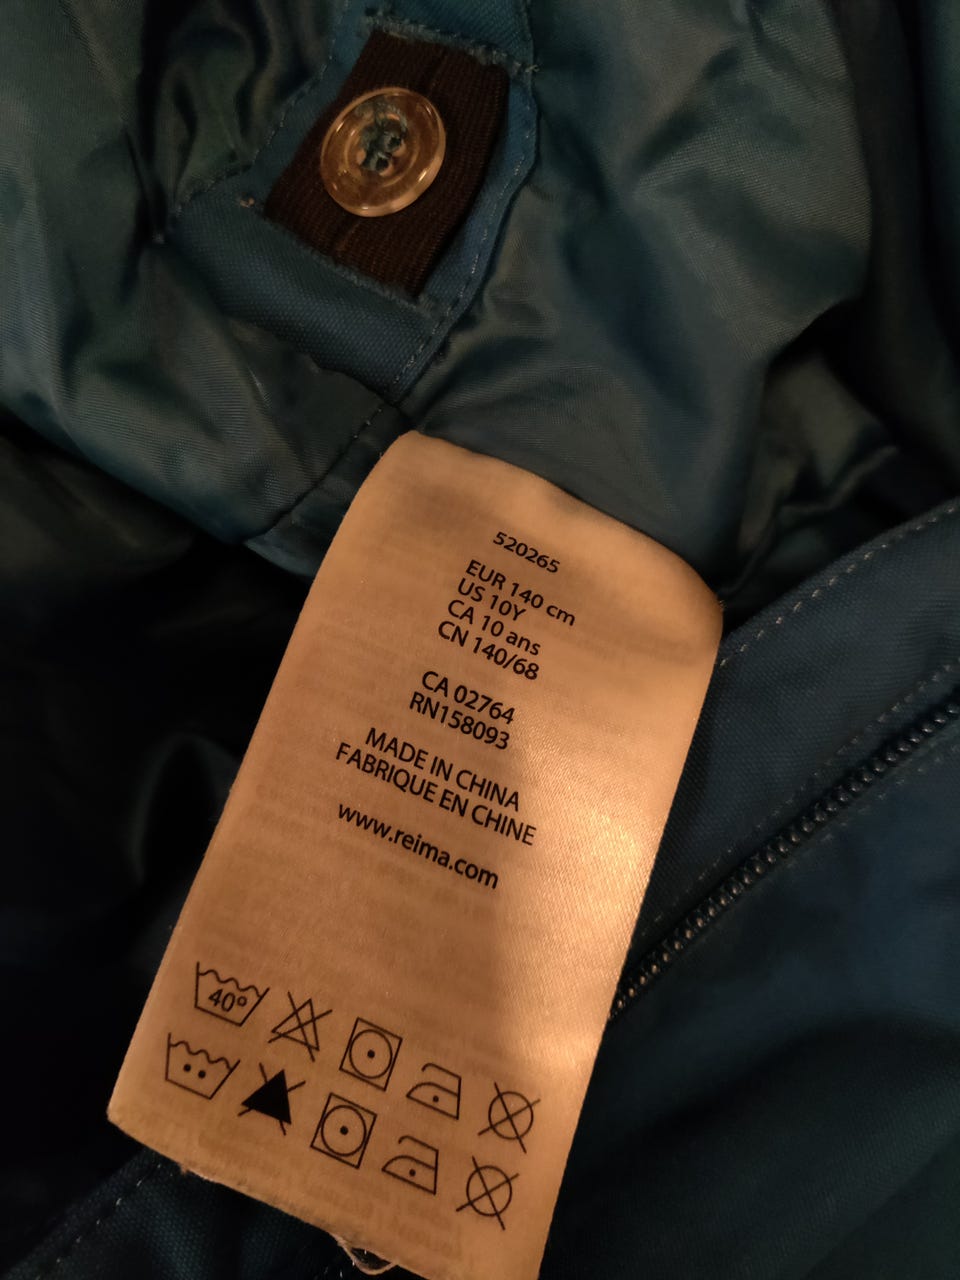 520265
EUR 140 cm
US 10Y
CA 10 ans
CN 140/68
CA 02764
RN158093
MADE IN CHINA
FABRIQUE EN CHINE
www.reima.com
40°